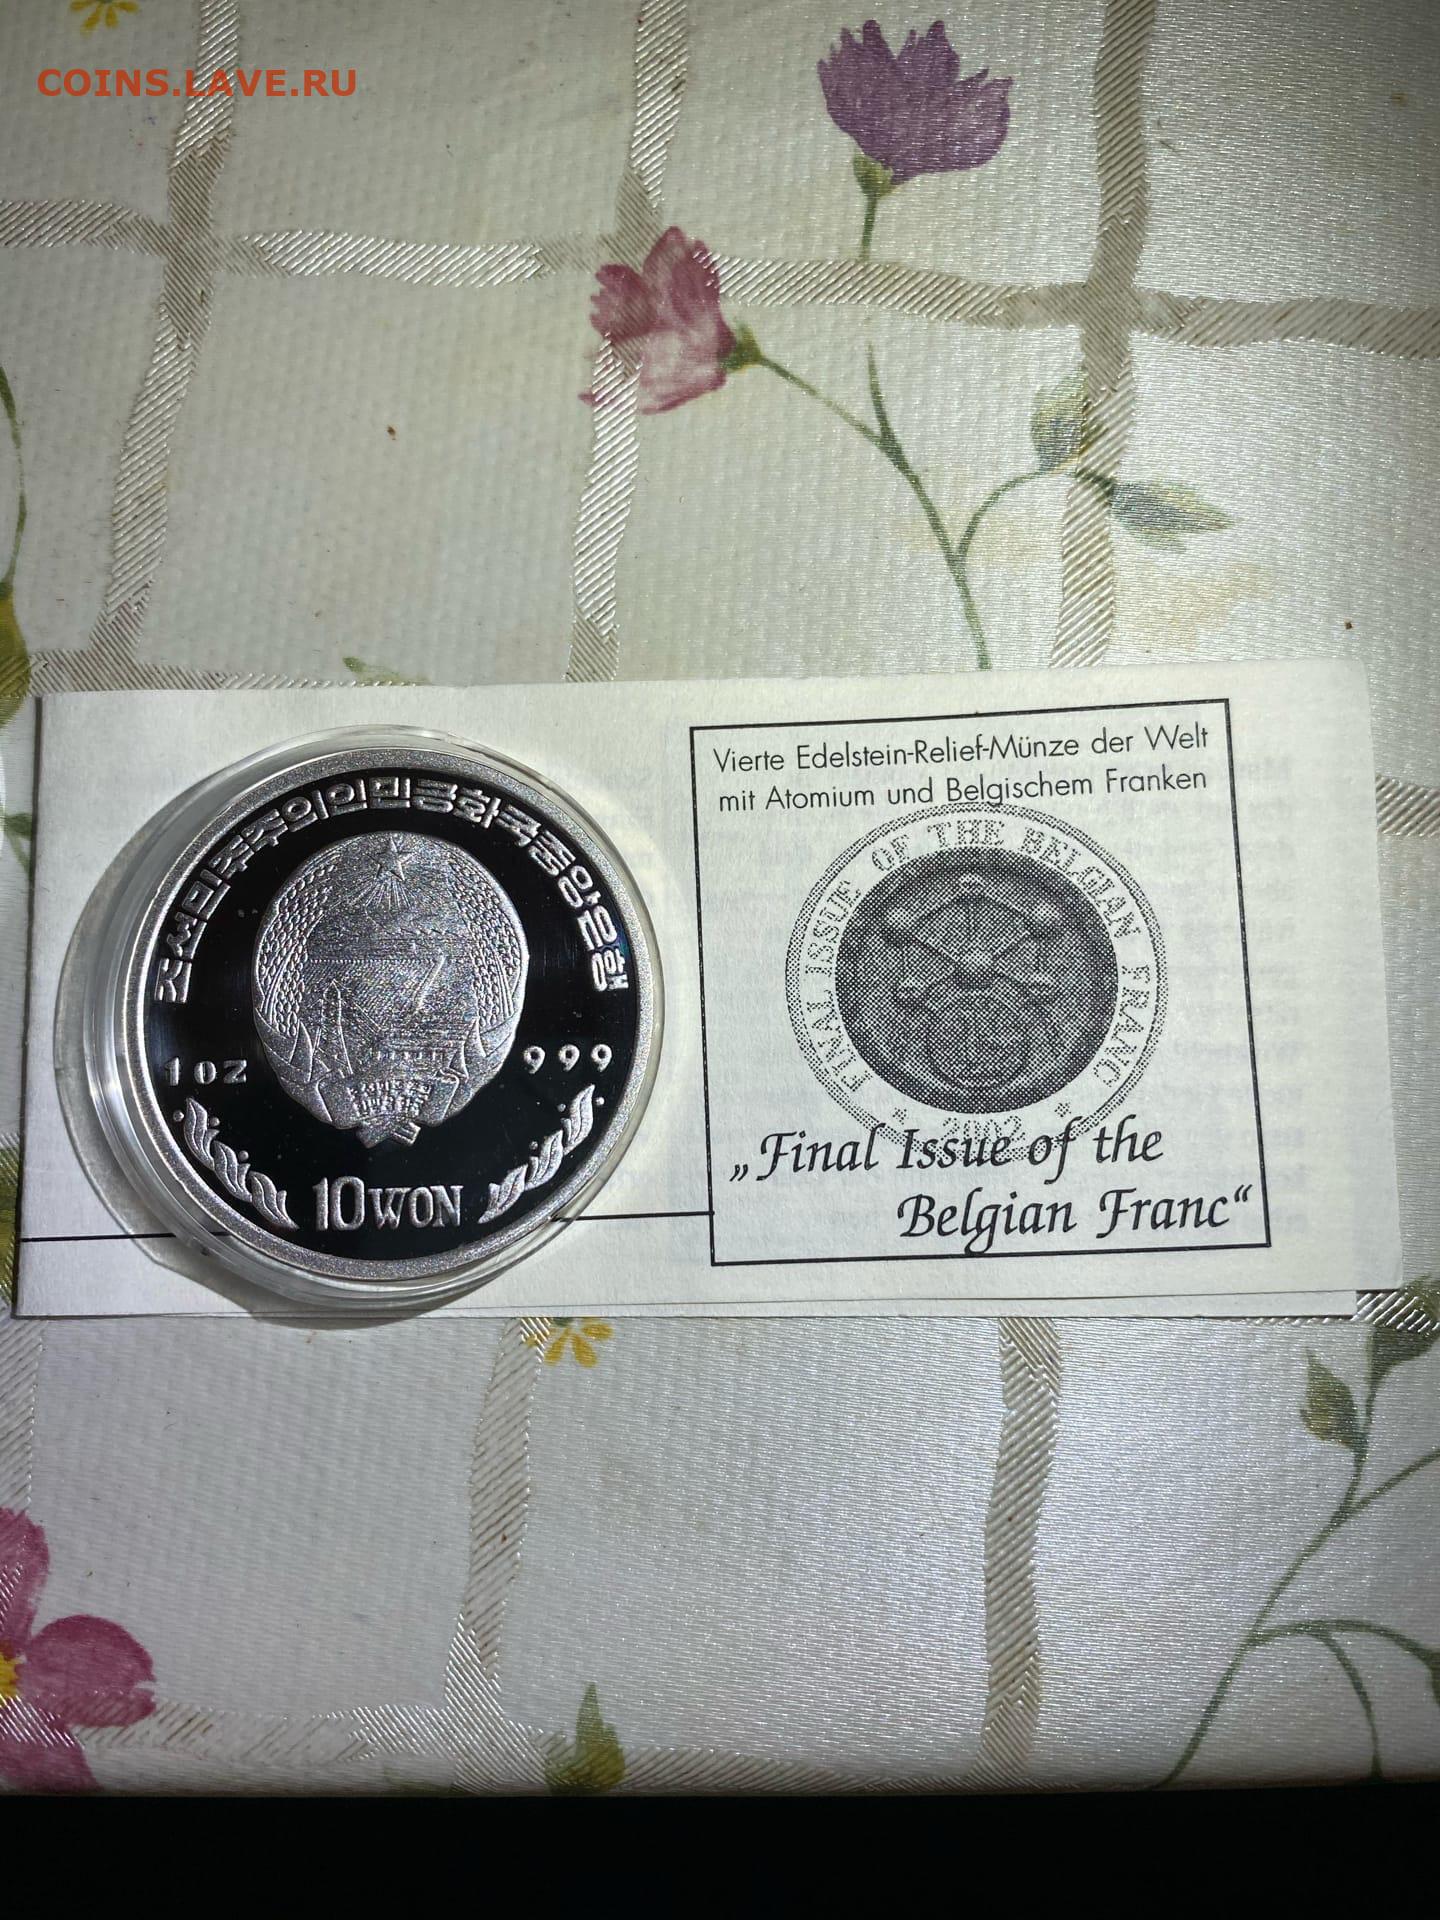 COINS.LAVE.RU
조선민주주의인민공화국중앙은행
1 OZ 999
10 WON
Vierte Edelstein-Relief-Münze der Welt
mit Atomium und Belgischem Franken
FINAL ISSUE OF THE BELGIAN FRANC
* 2002 *
„Final Issue of the
Belgian Franc“